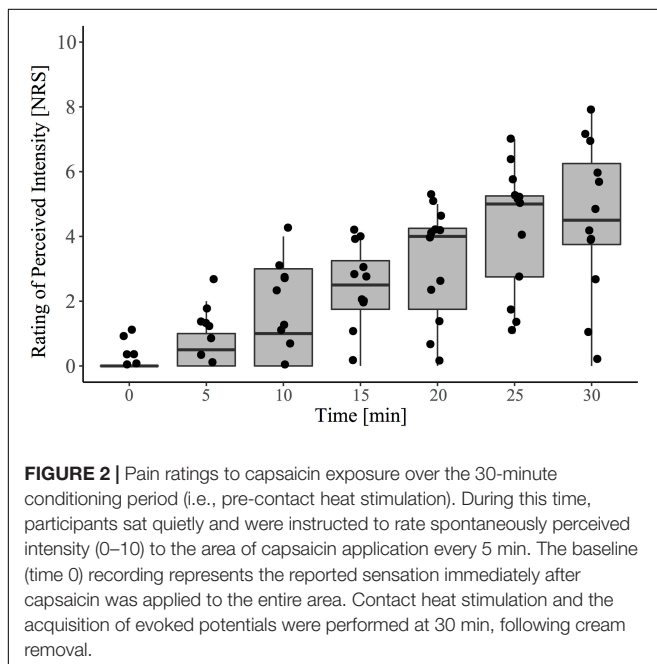 10
8
6
4
2
0
Rating of Perceived Intensity [NRS]
0 5 10 15 20 25 30
Time [min]
FIGURE 2 | Pain ratings to capsaicin exposure over the 30-minute
conditioning period (i.e., pre-contact heat stimulation). During this time,
participants sat quietly and were instructed to rate spontaneously perceived
intensity (0–10) to the area of capsaicin application every 5 min. The baseline
(time 0) recording represents the reported sensation immediately after
capsaicin was applied to the entire area. Contact heat stimulation and the
acquisition of evoked potentials were performed at 30 min, following cream
removal.